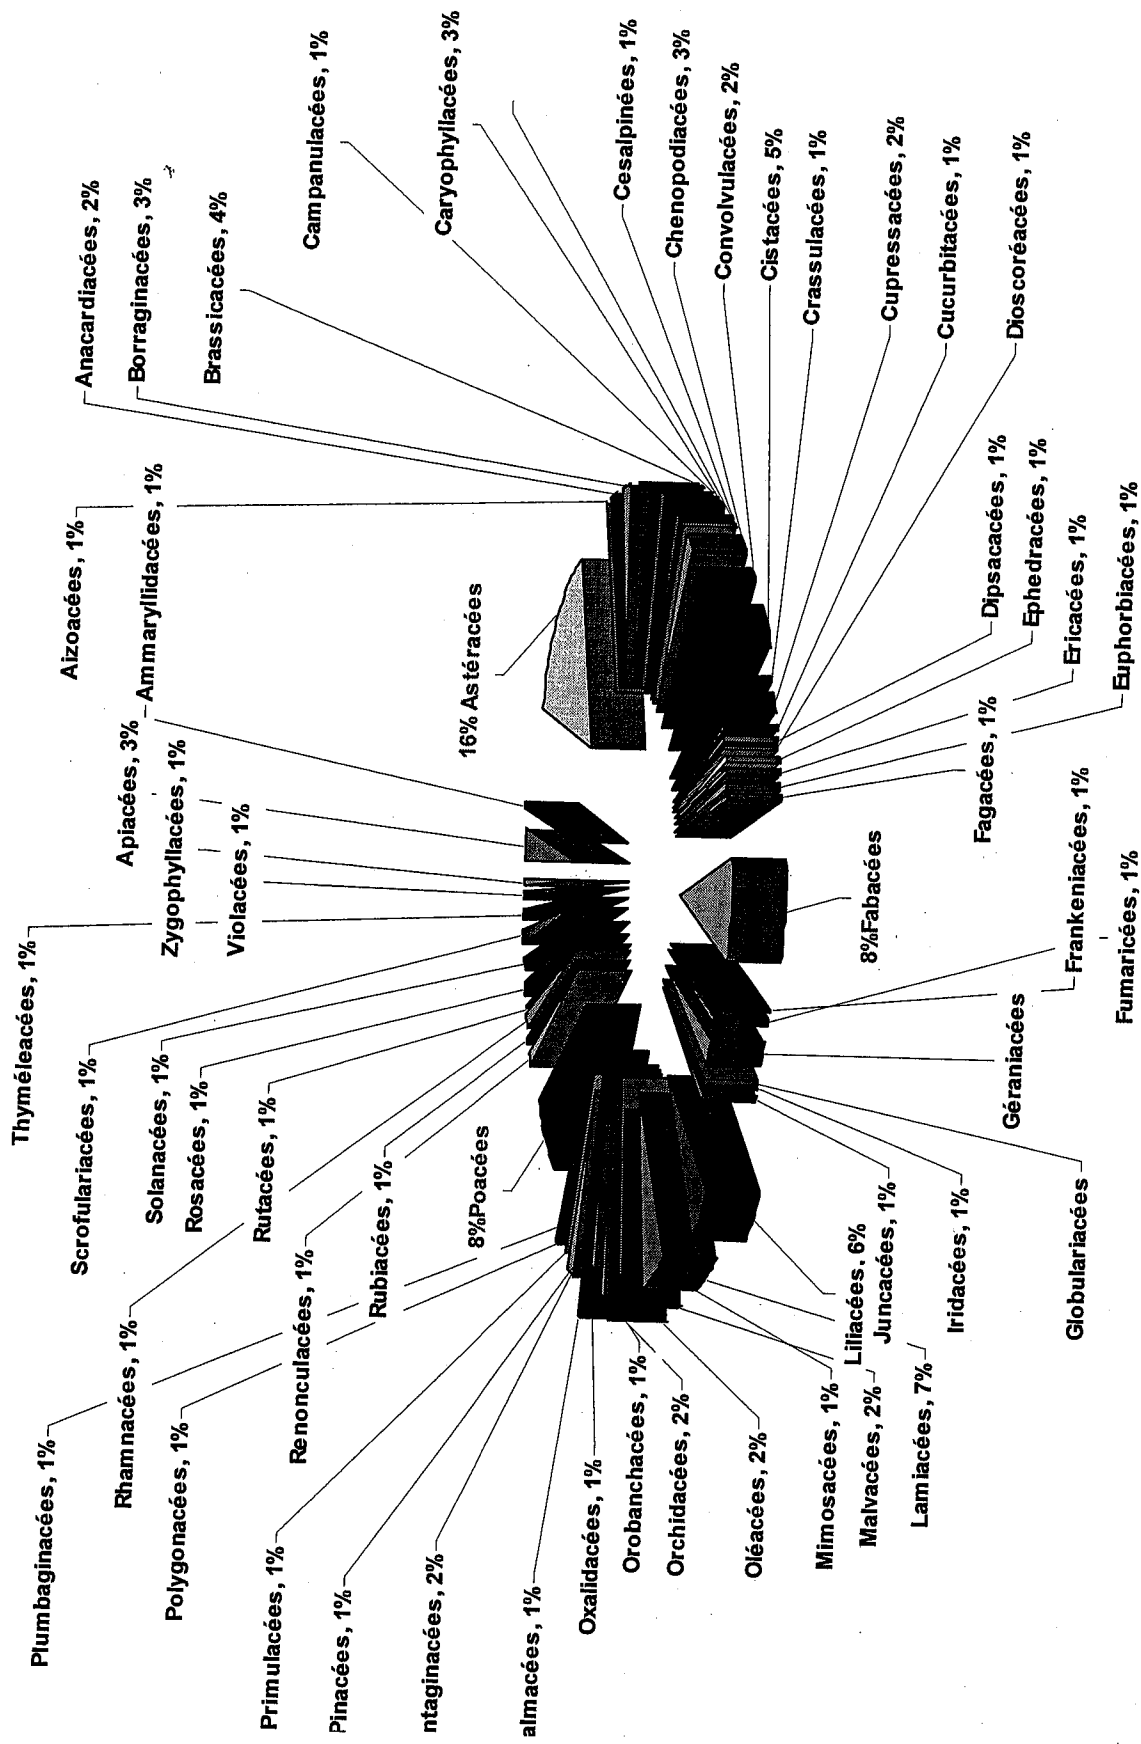 Aizoacées, 1%
Ammaryllidacées, 1%
Anacardiacées, 2%
Apiacées, 3%
16% Astéracées
Borraginacées, 3%
Brassicacées, 4%
Campanulacées, 1%
Caryophyllacées, 3%
Cesalpinées, 1%
Chenopodiacées, 3%
Convolvulacées, 2%
Cistacées, 5%
Crassulacées, 1%
Cupressacées, 2%
Cucurbitacées, 1%
Dioscoréacées, 1%
Dipsacacées, 1%
Ephedracées, 1%
Ericacées, 1%
Euphorbiacées, 1%
Fagacées, 1%
8%Fabacées
Frankeniacées, 1%
Fumaricées, 1%
Géraniacées
Globulariacées
Iridacées, 1%
Juncacées, 1%
Liliacées. 6%
Lamiacées, 7%
Malvacées, 2%
Mimosacées, 1%
Oléacées, 2%
Orchidacées, 2%
Orobanchacées, 1%
Oxalidacées, 1%
almacées, 1%
ntaginacées, 2%
Pinacées, 1%
Primulacées, 1%
8%Poacées
Polygonacées, 1%
Plumbaginacées, 1%
Rhamnacées, 1%
Renonculacées, 1%
Rubiacées, 1%
Rutacées, 1%
Rosacées, 1%
Solanacées, 1%
Scrofulariacées, 1%
Thyméleacées, 1%
Violacées, 1%
Zygophyllacées, 1%